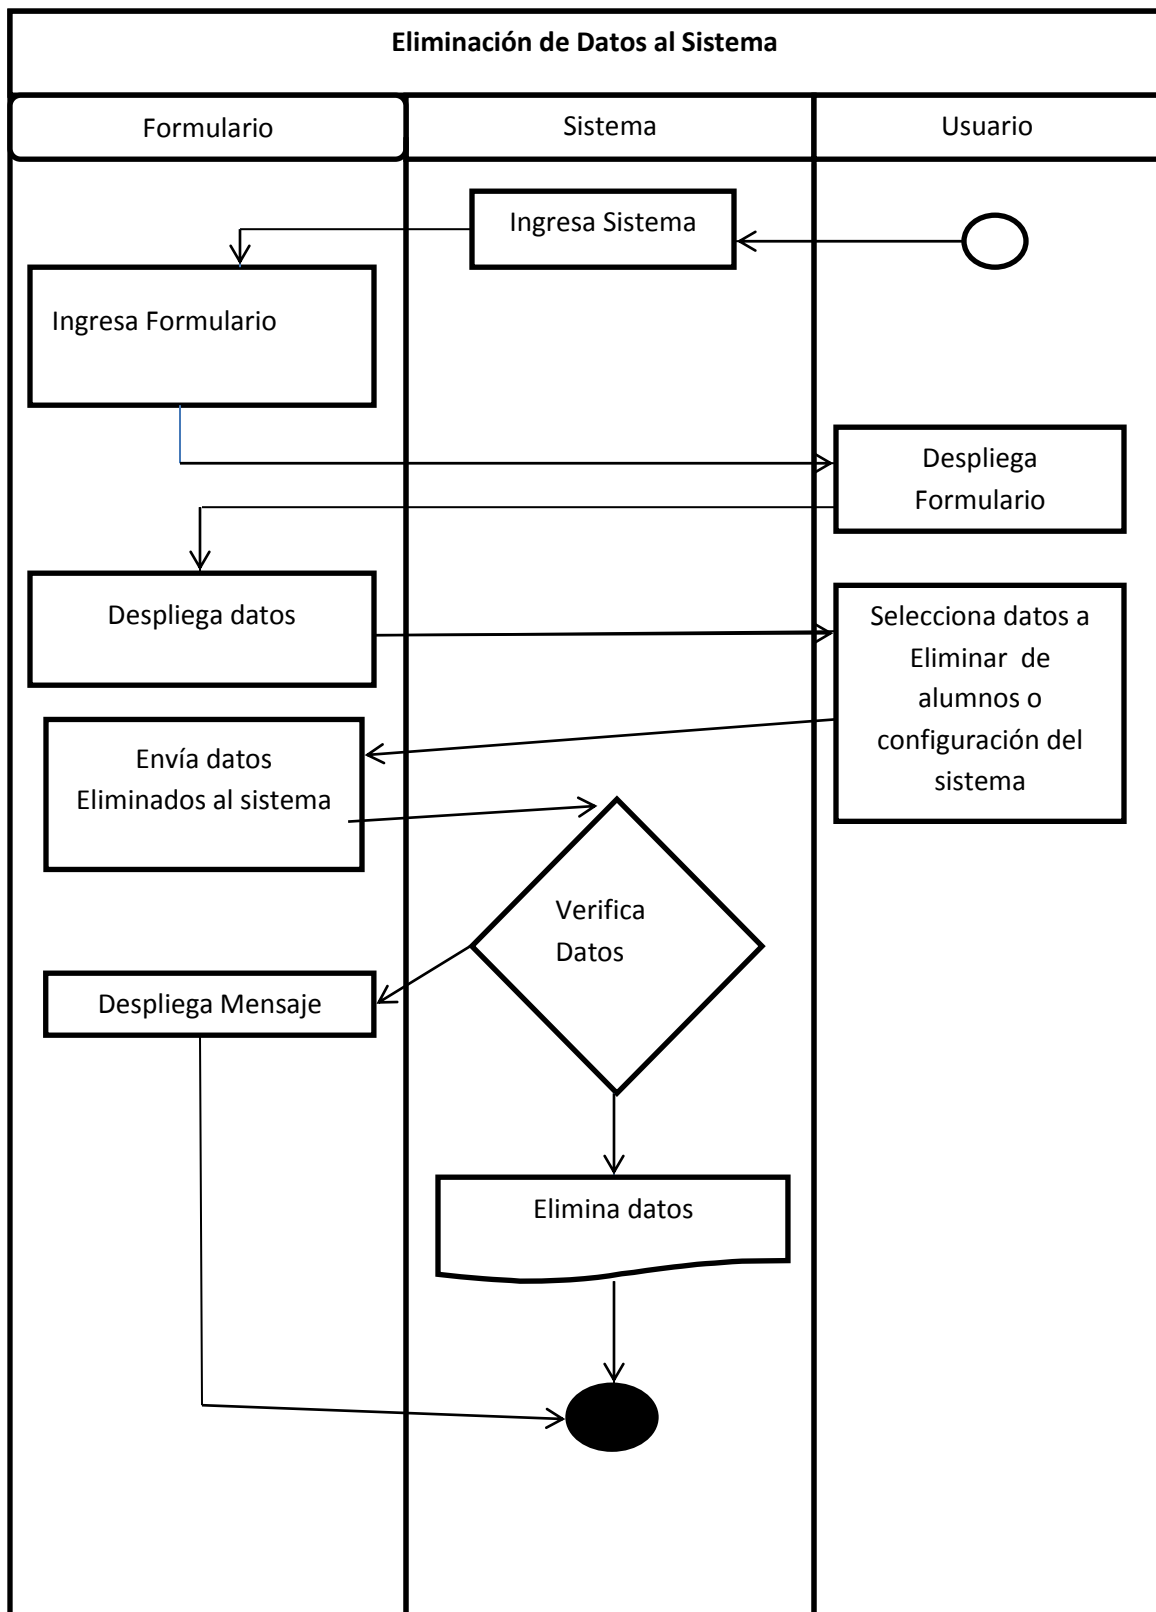 Eliminación de Datos al Sistema
Formulario
Sistema
Usuario
Ingresa Sistema
Ingresa Formulario
Despliega
Formulario
Despliega datos
Selecciona datos a
Eliminar de
alumnos o
configuración del
sistema
Envía datos
Eliminados al sistema
Verifica
Datos
Despliega Mensaje
Elimina datos